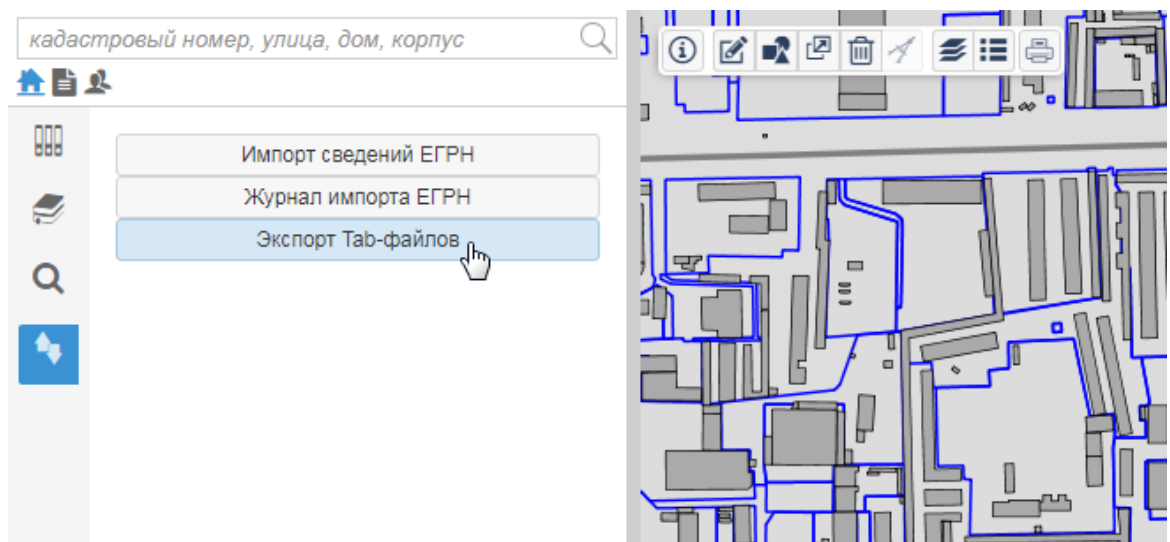 кадастровый номер, улица, дом, корпус
Импорт сведений ЕГРН
Журнал импорта ЕГРН
Экспорт Tab-файлов